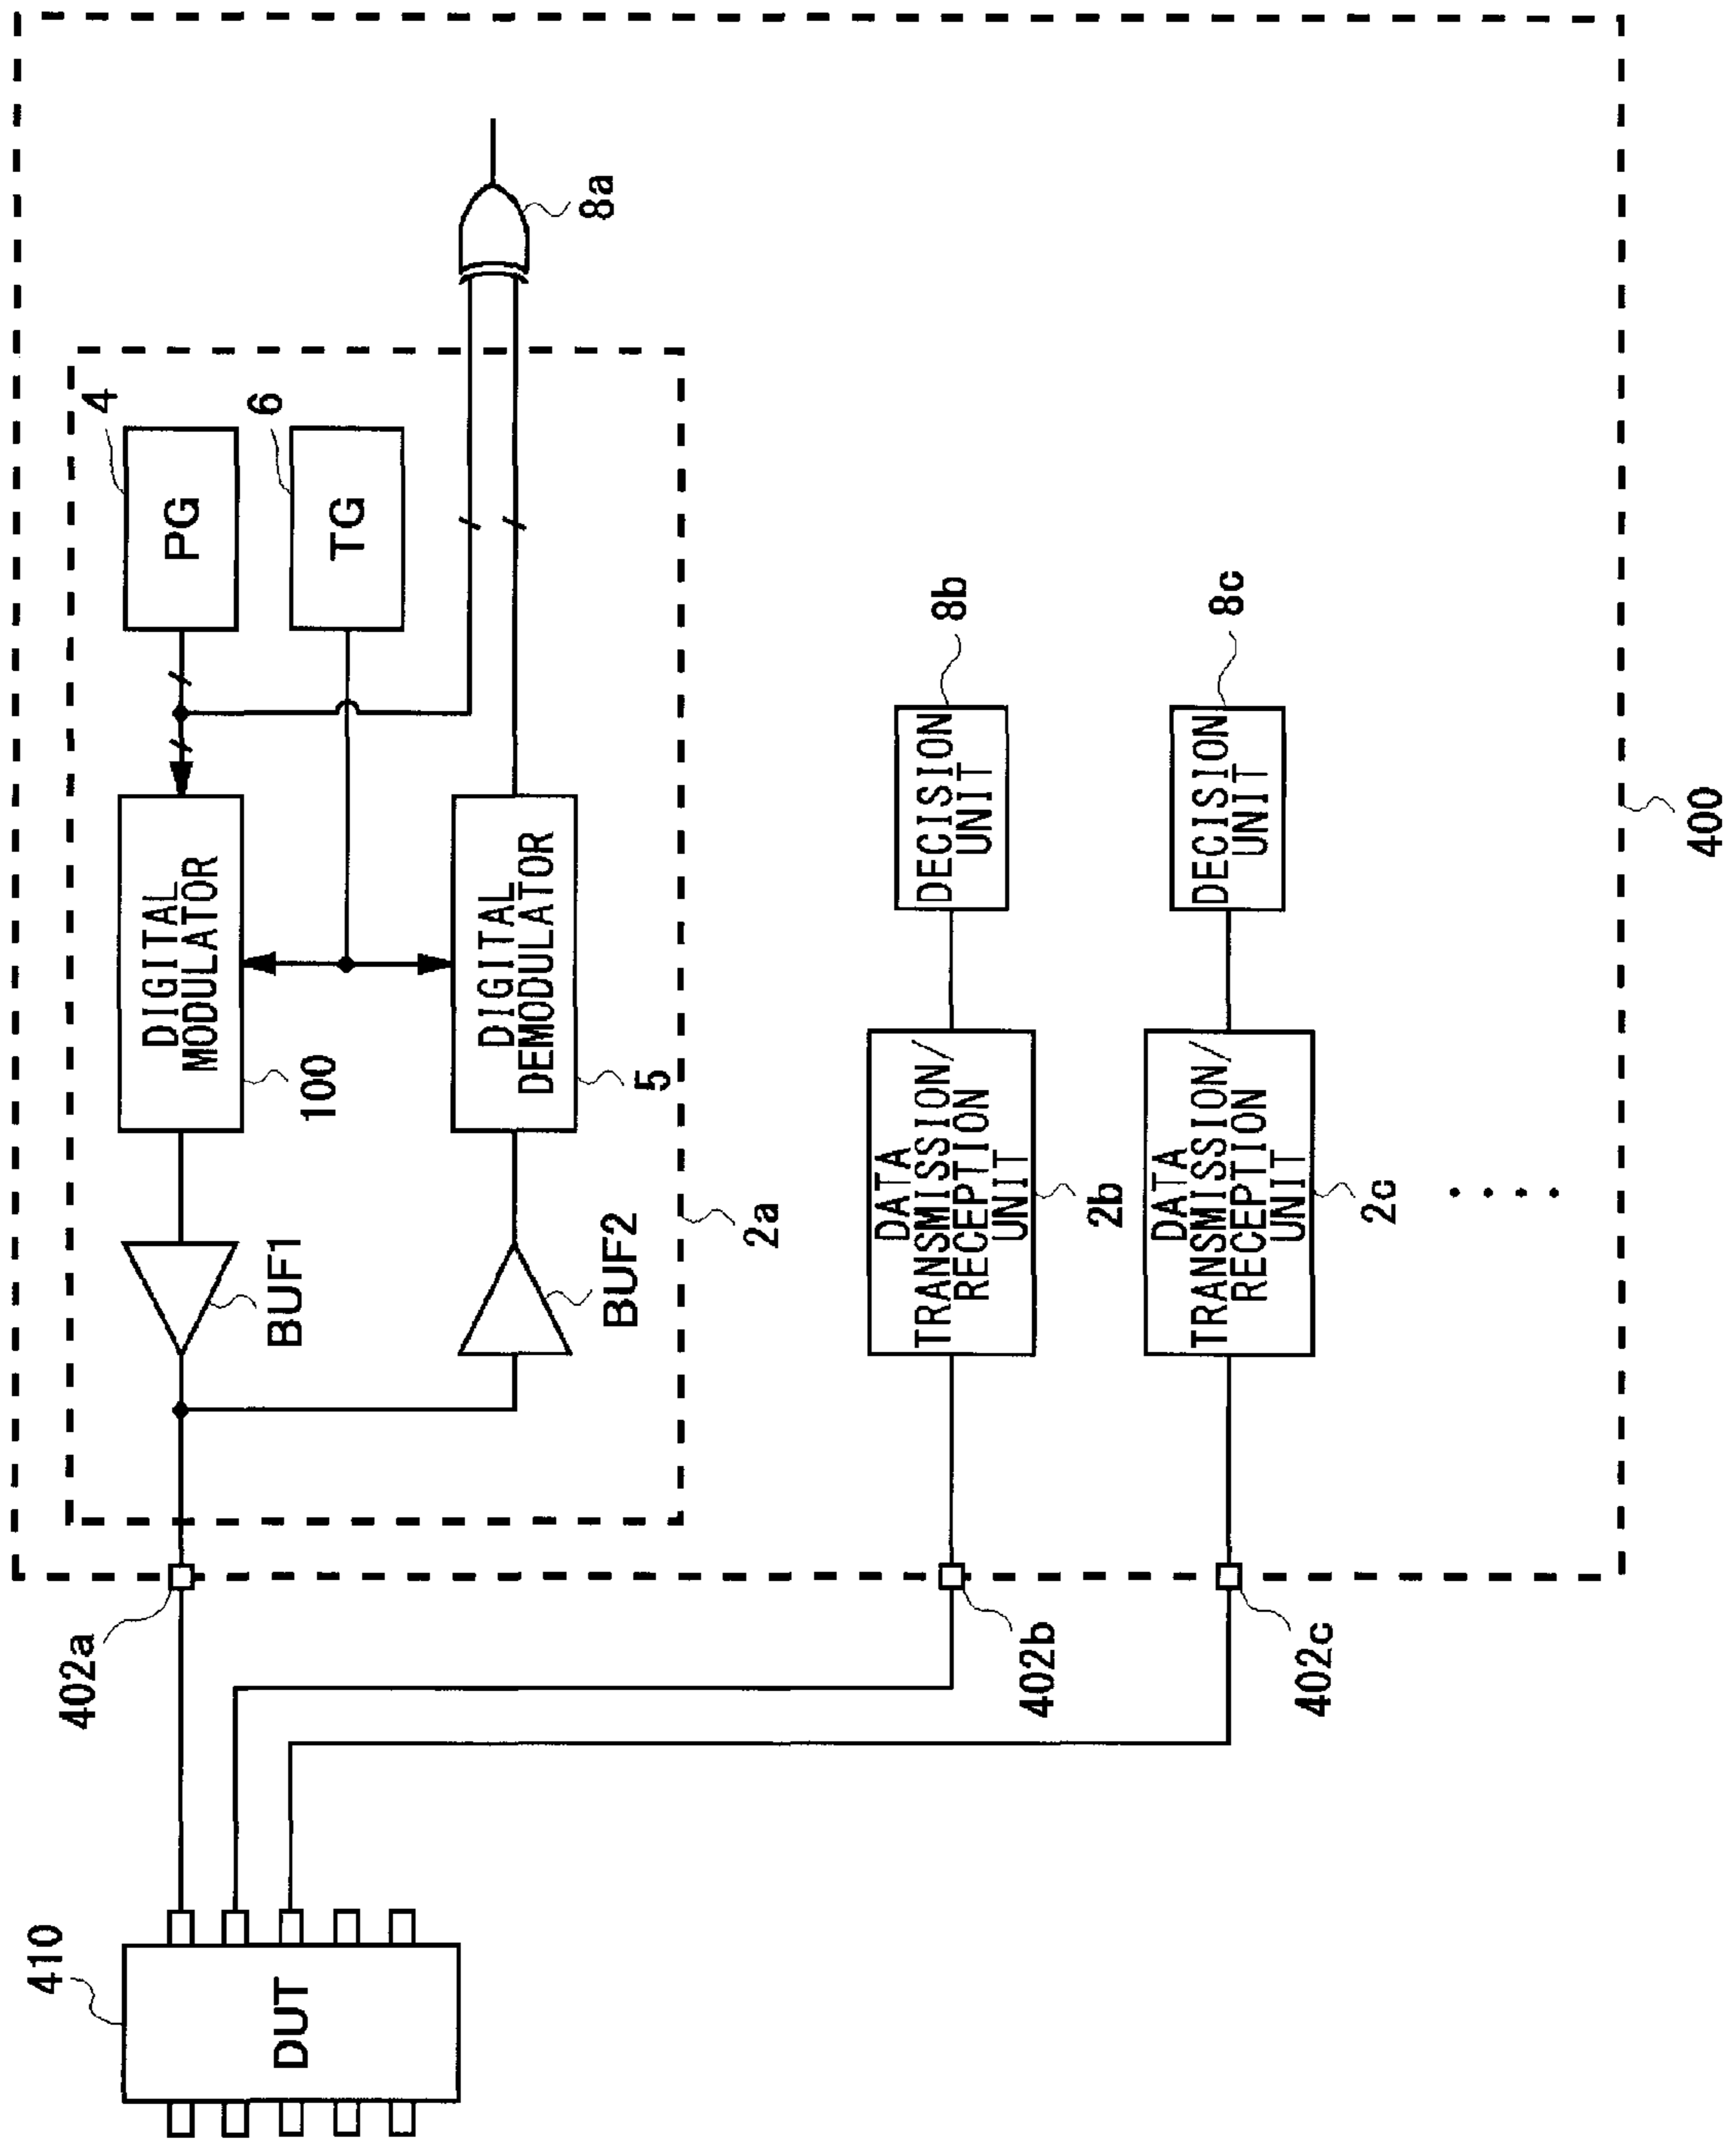 410
DUT
402a
402b
402c
BUF1
BUF2
2a
DIGITAL
MODULATOR
100
DIGITAL
DEMODULATOR
5
PG
4
TG
6
8a
DATA
TRANSMISSION/
RECEPTION
UNIT
2b
DECISION
UNIT
8b
DATA
TRANSMISSION/
RECEPTION
UNIT
2c
DECISION
UNIT
8c
400